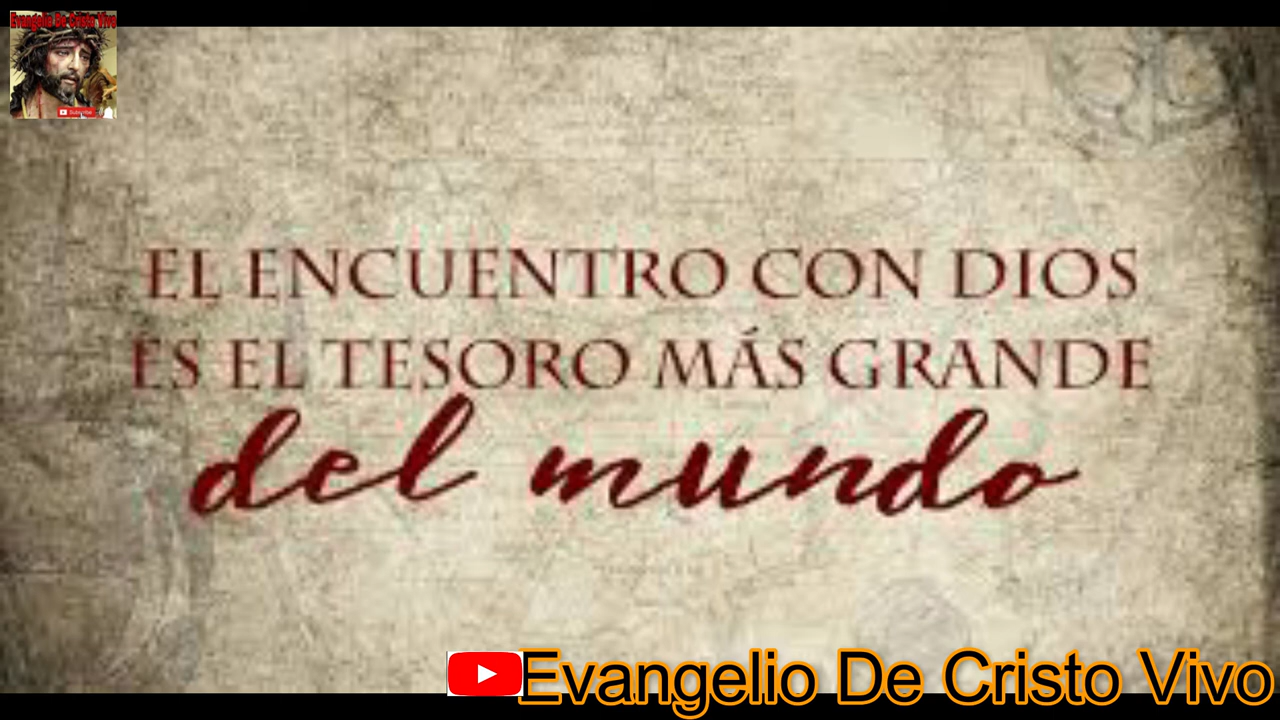 Evangelio De Cristo Vivo
Subscribe
EL ENCUENTRO CON DIOS
ES EL TESORO MÁS GRANDE
del mundo
Evangelio De Cristo Vivo